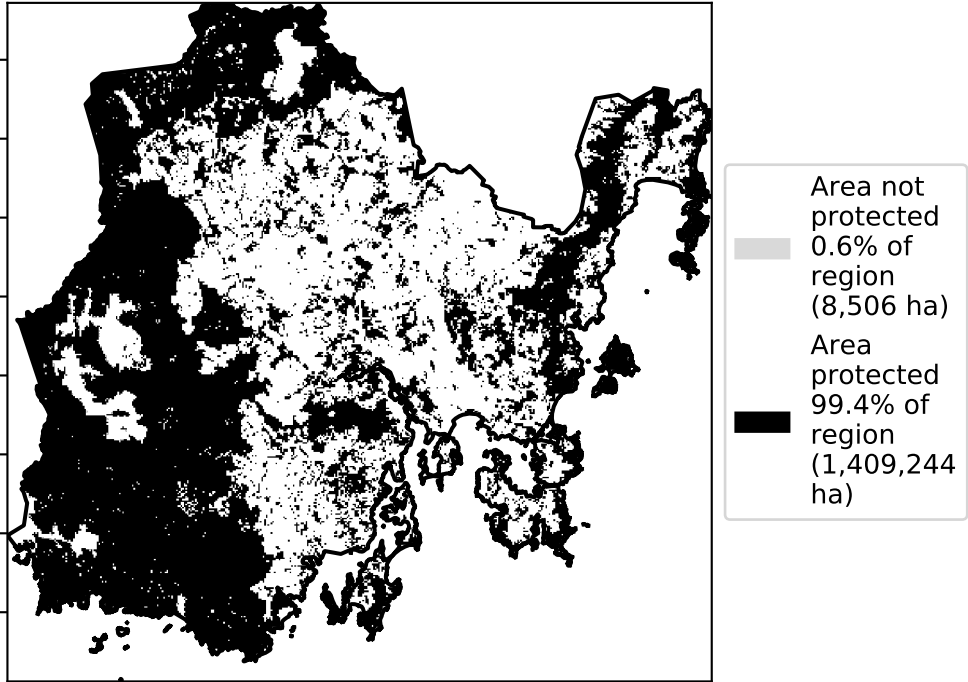 Area not
protected
0.6% of
region
(8,506 ha)
Area
protected
99.4% of
region
(1,409,244
ha)